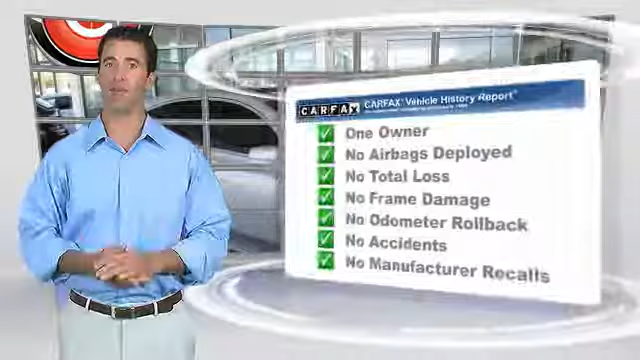 CARFAX CARFAX® Vehicle History Report®
One Owner
No Airbags Deployed
No Total Loss
No Frame Damage
No Odometer Rollback
No Accidents
No Manufacturer Recalls